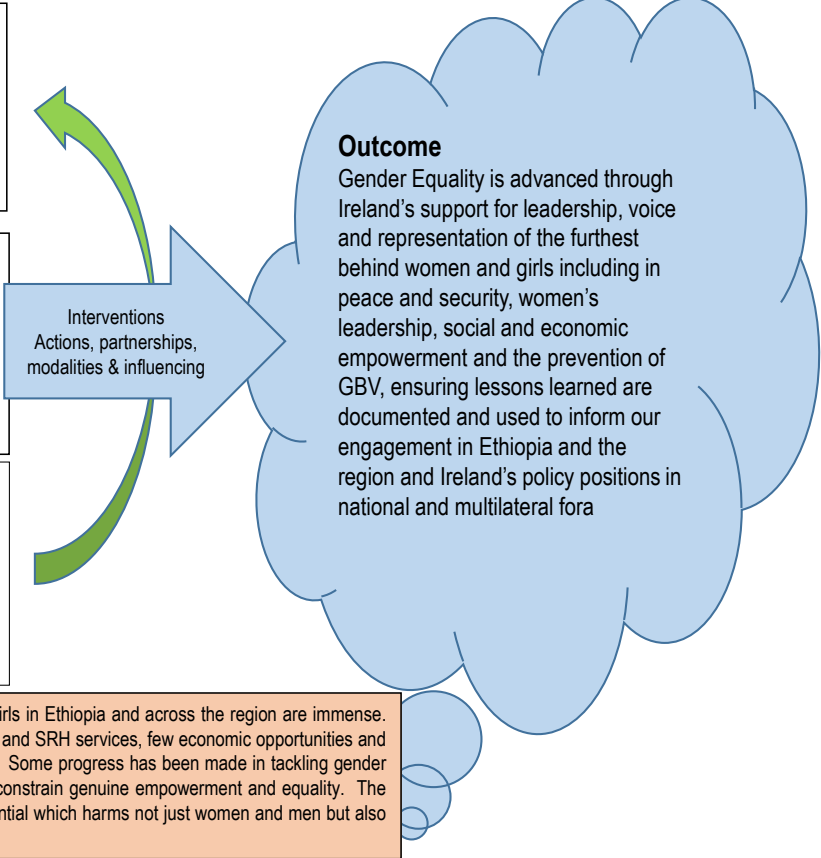 Outcome
Gender Equality is advanced through
Ireland's support for leadership, voice
and representation of the furthest
behind women and girls including in
peace and security, women's
leadership, social and economic
empowerment and the prevention of
GBV, ensuring lessons learned are
documented and used to inform our
engagement in Ethiopia and the
region and Ireland's policy positions in
national and multilateral fora
Interventions
Actions, partnerships,
modalities & influencing
in Ethiopia and across the region are immense.
and SRH services, few economic opportunities and
Some progress has been made in tackling gender
constrain genuine empowerment and equality. The
which harms not just women and men but also